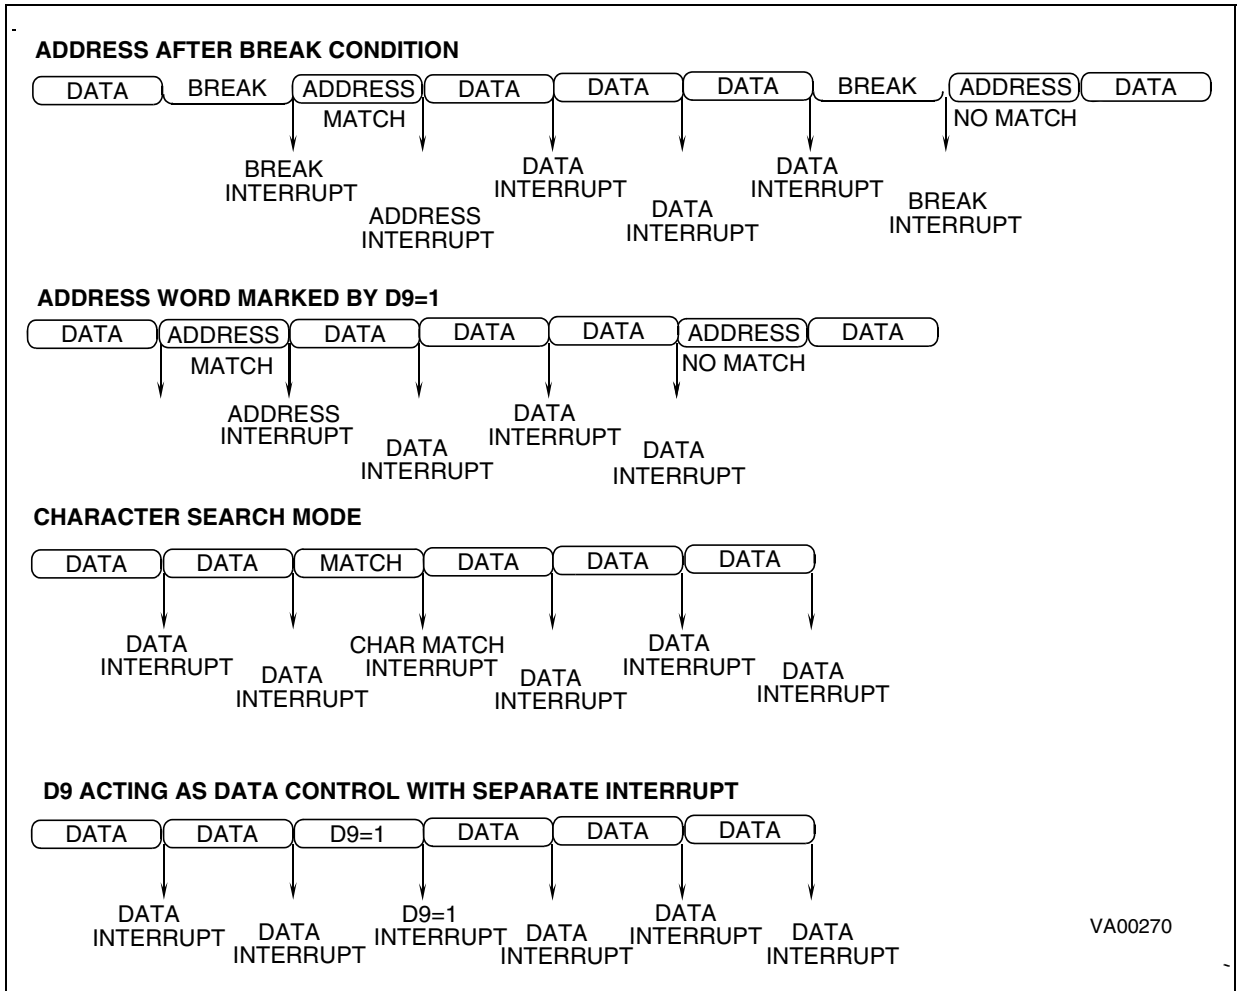 ADDRESS AFTER BREAK CONDITION
DATA BREAK ADDRESS DATA DATA DATA BREAK ADDRESS DATA
MATCH NO MATCH
BREAK INTERRUPT
ADDRESS INTERRUPT
DATA INTERRUPT
DATA INTERRUPT
DATA INTERRUPT
BREAK INTERRUPT
ADDRESS WORD MARKED BY D9=1
DATA ADDRESS DATA DATA DATA ADDRESS DATA
MATCH NO MATCH
ADDRESS INTERRUPT
DATA INTERRUPT
DATA INTERRUPT
DATA INTERRUPT
CHARACTER SEARCH MODE
DATA DATA MATCH DATA DATA DATA
DATA INTERRUPT
DATA INTERRUPT
CHAR MATCH INTERRUPT
DATA INTERRUPT
DATA INTERRUPT
DATA INTERRUPT
D9 ACTING AS DATA CONTROL WITH SEPARATE INTERRUPT
DATA DATA D9=1 DATA DATA DATA
DATA INTERRUPT
DATA INTERRUPT
D9=1 INTERRUPT
DATA INTERRUPT
DATA INTERRUPT
DATA INTERRUPT
VA00270